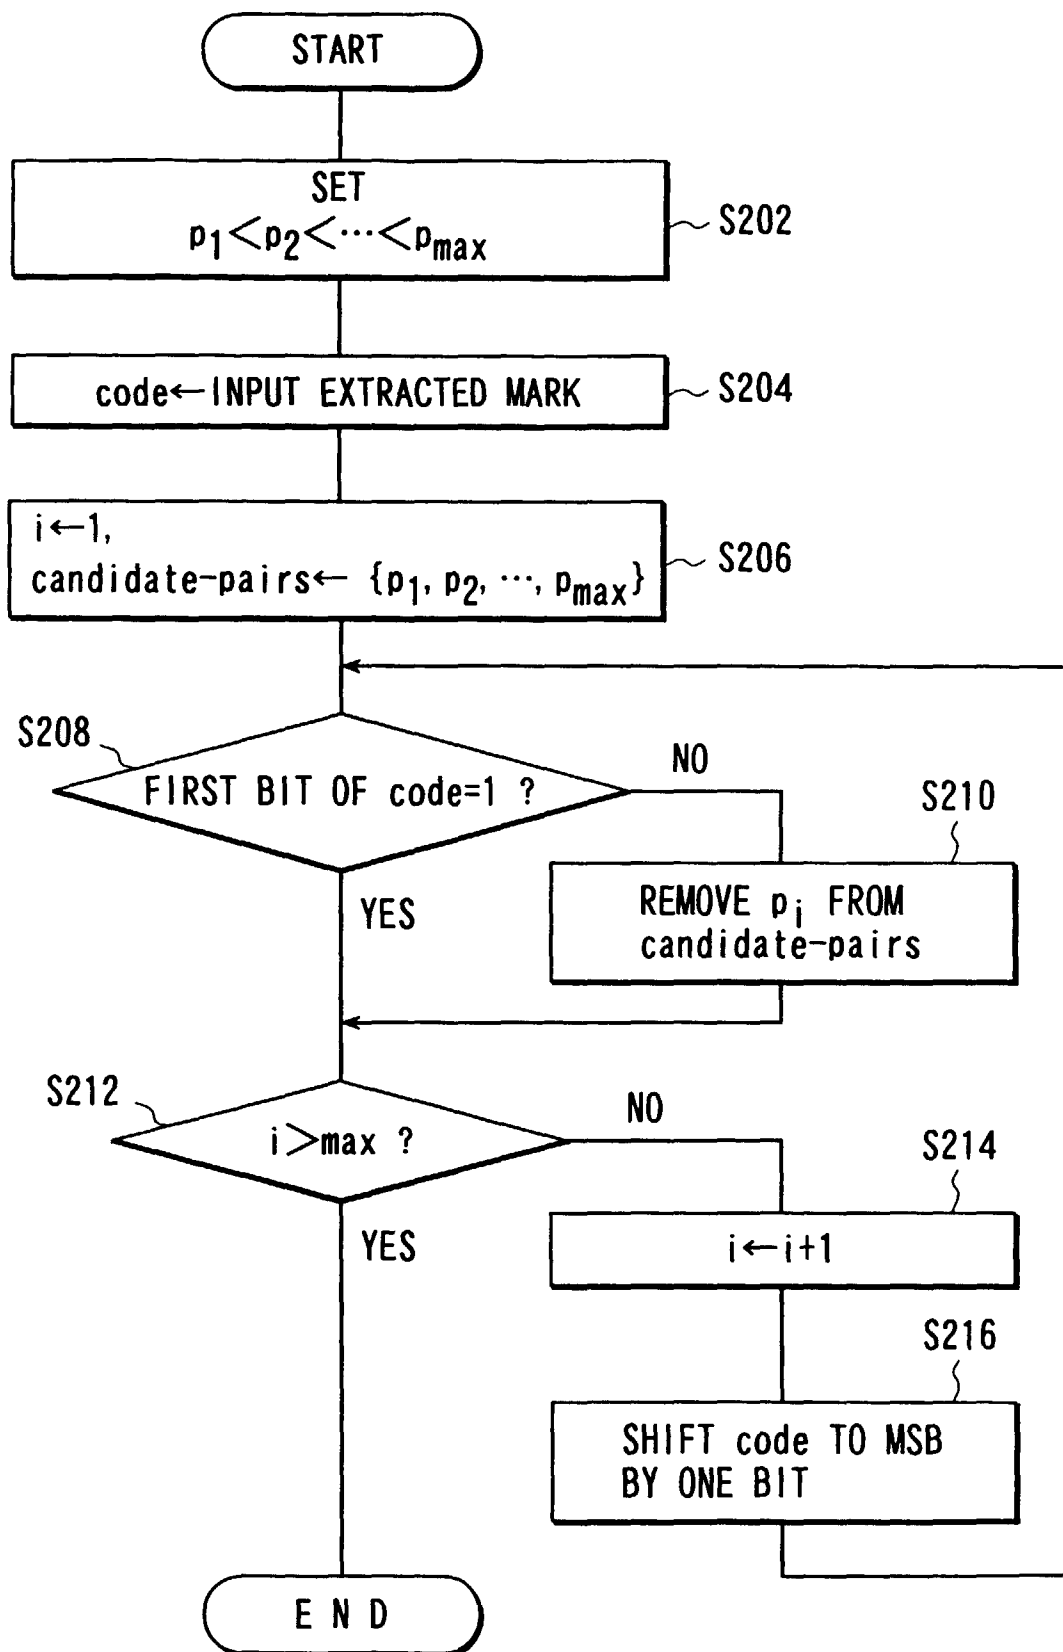 START
SET
p1<p2<···<pmax
S202
code←INPUT EXTRACTED MARK
S204
i←1,
candidate-pairs← {p1, p2, ···, pmax}
S206
S208
FIRST BIT OF code=1 ?
NO
YES
S210
REMOVE pi FROM
candidate-pairs
S212
i>max ?
NO
YES
S214
i←i+1
S216
SHIFT code TO MSB
BY ONE BIT
END